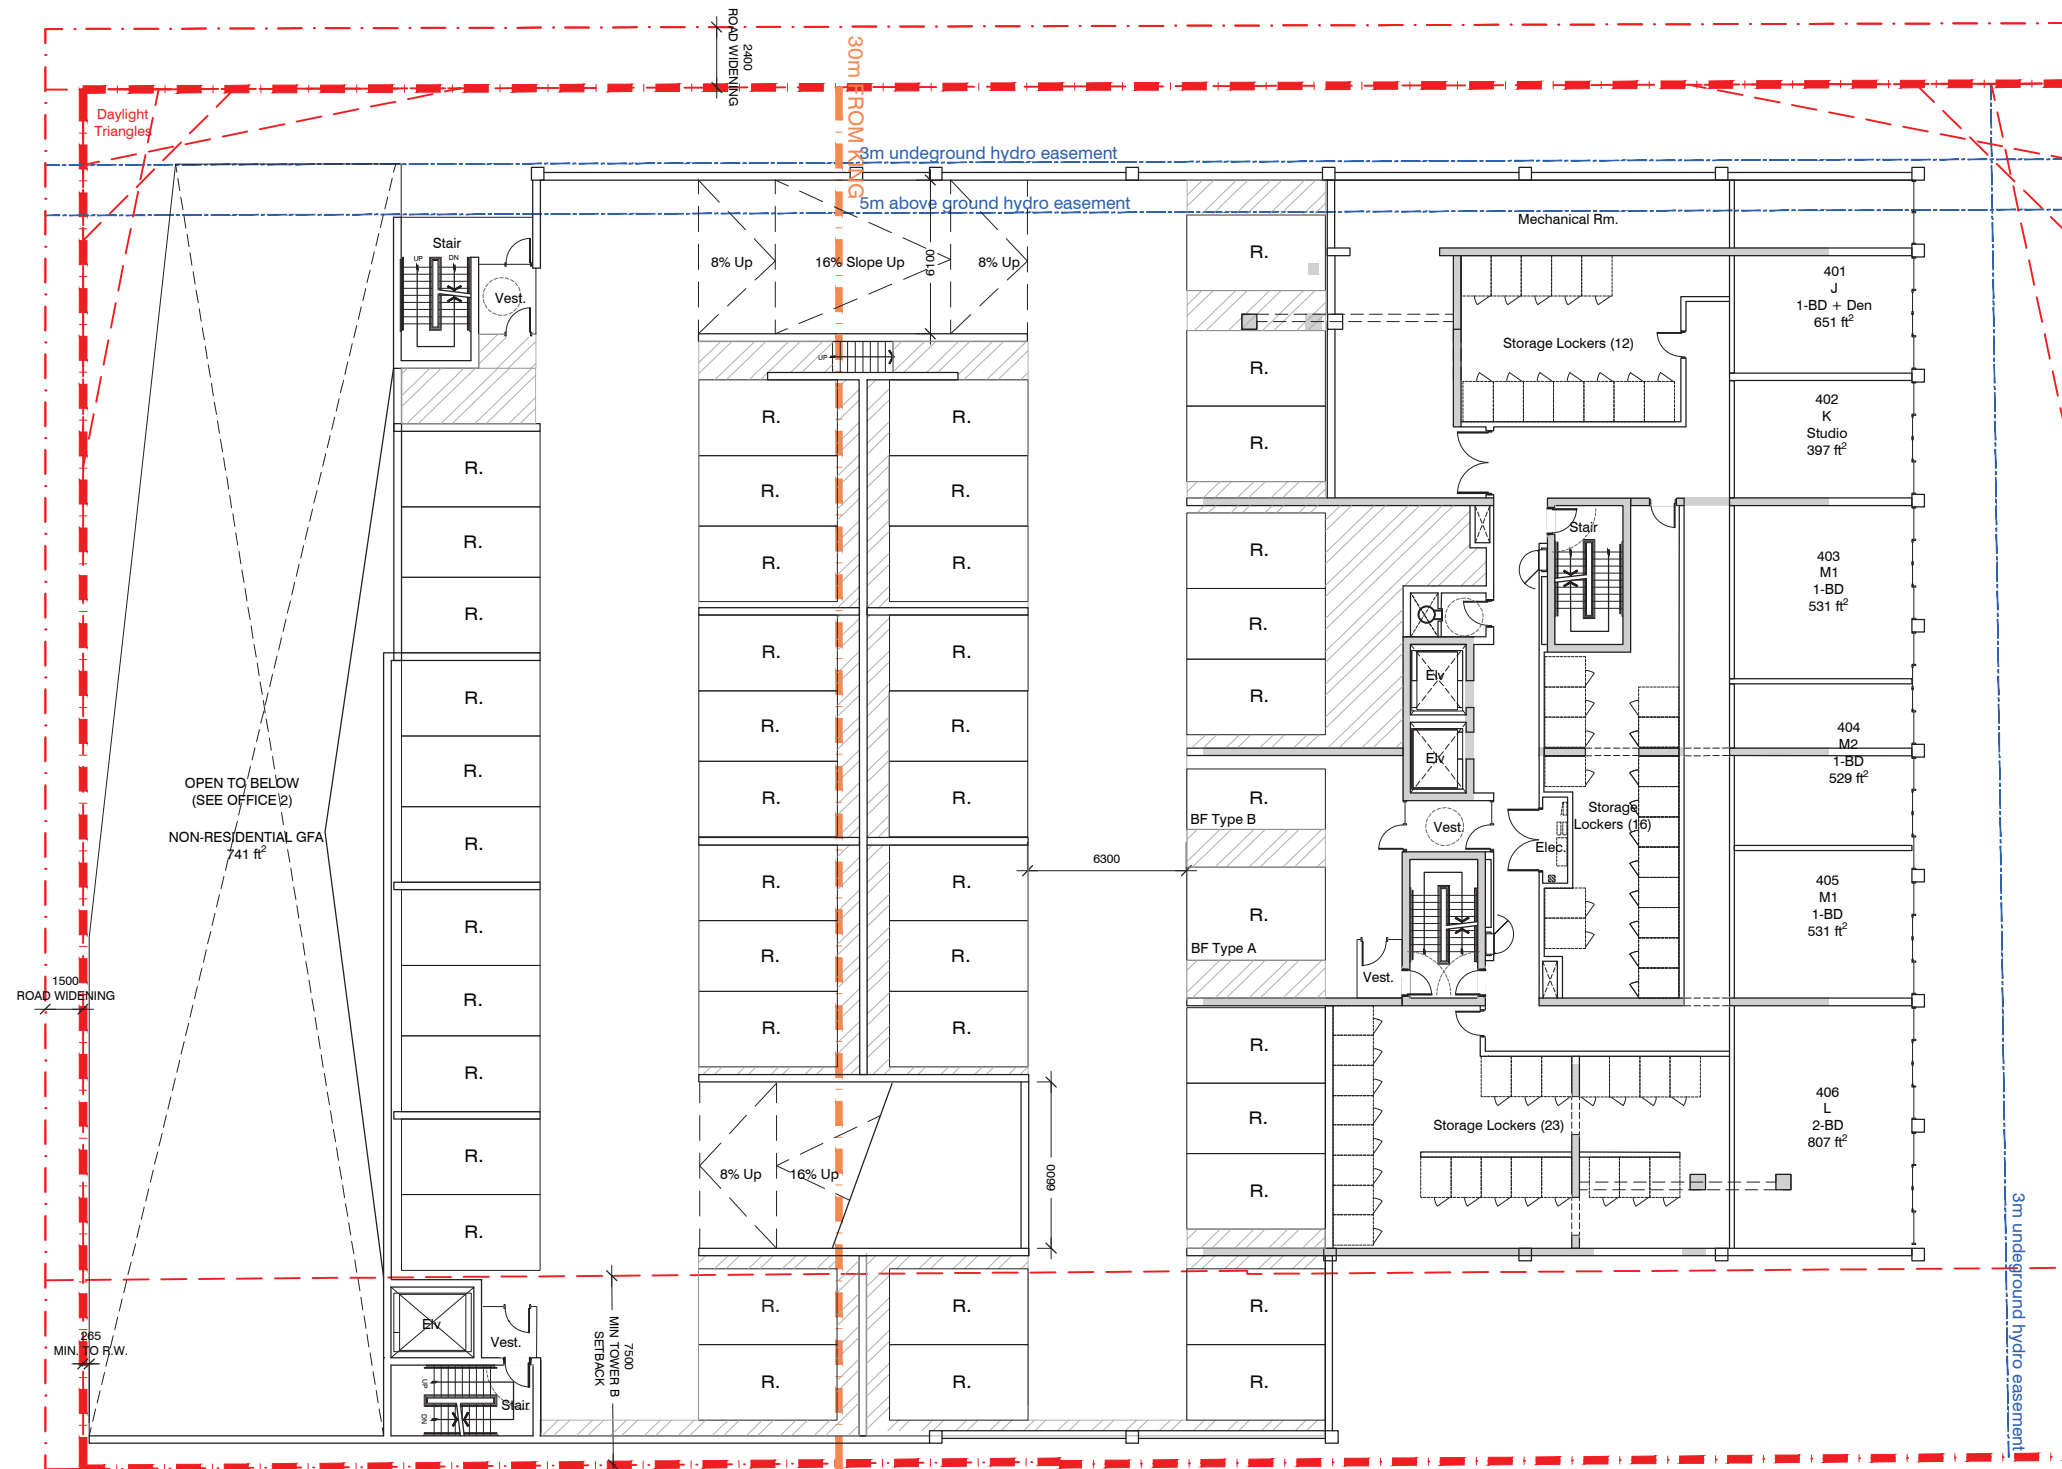 2400
ROAD WIDENING
30m FROM KING
Daylight
Triangles
3m undeground hydro easement
5m above ground hydro easement
Mechanical Rm.
Stair
UP
DN
Vest.
8% Up
16% Slope Up
8% Up
6100
R.
401
J
1-BD + Den
651 ft²
Storage Lockers (12)
UP
R.
R.
R.
402
K
Studio
397 ft²
R.
R.
R.
R.
R.
Stair
R.
R.
R.
R.
403
M1
1-BD
531 ft²
R.
R.
R.
R.
R.
R.
Elv
R.
R.
R.
404
M2
1-BD
529 ft²
R.
Elv
OPEN TO BELOW
(SEE OFFICE 2)
NON-RESIDENTIAL GFA
741 ft²
R.
R.
R.
R.
BF Type B
Vest.
Storage
Lockers (16)
Elec.
6300
R.
R.
R.
R.
BF Type A
405
M1
1-BD
531 ft²
R.
R.
R.
Vest.
1500
ROAD WIDENING
R.
R.
R.
R.
R.
R.
Storage Lockers (23)
406
L
2-BD
807 ft²
R.
8% Up
16% Up
6600
R.
R.
3m undeground hydro easement
265
MIN. TO R.W.
Elv
Vest.
7500
MIN TOWER B
SETBACK
R.
R.
R.
UP
DN
Stair
R.
R.
R.